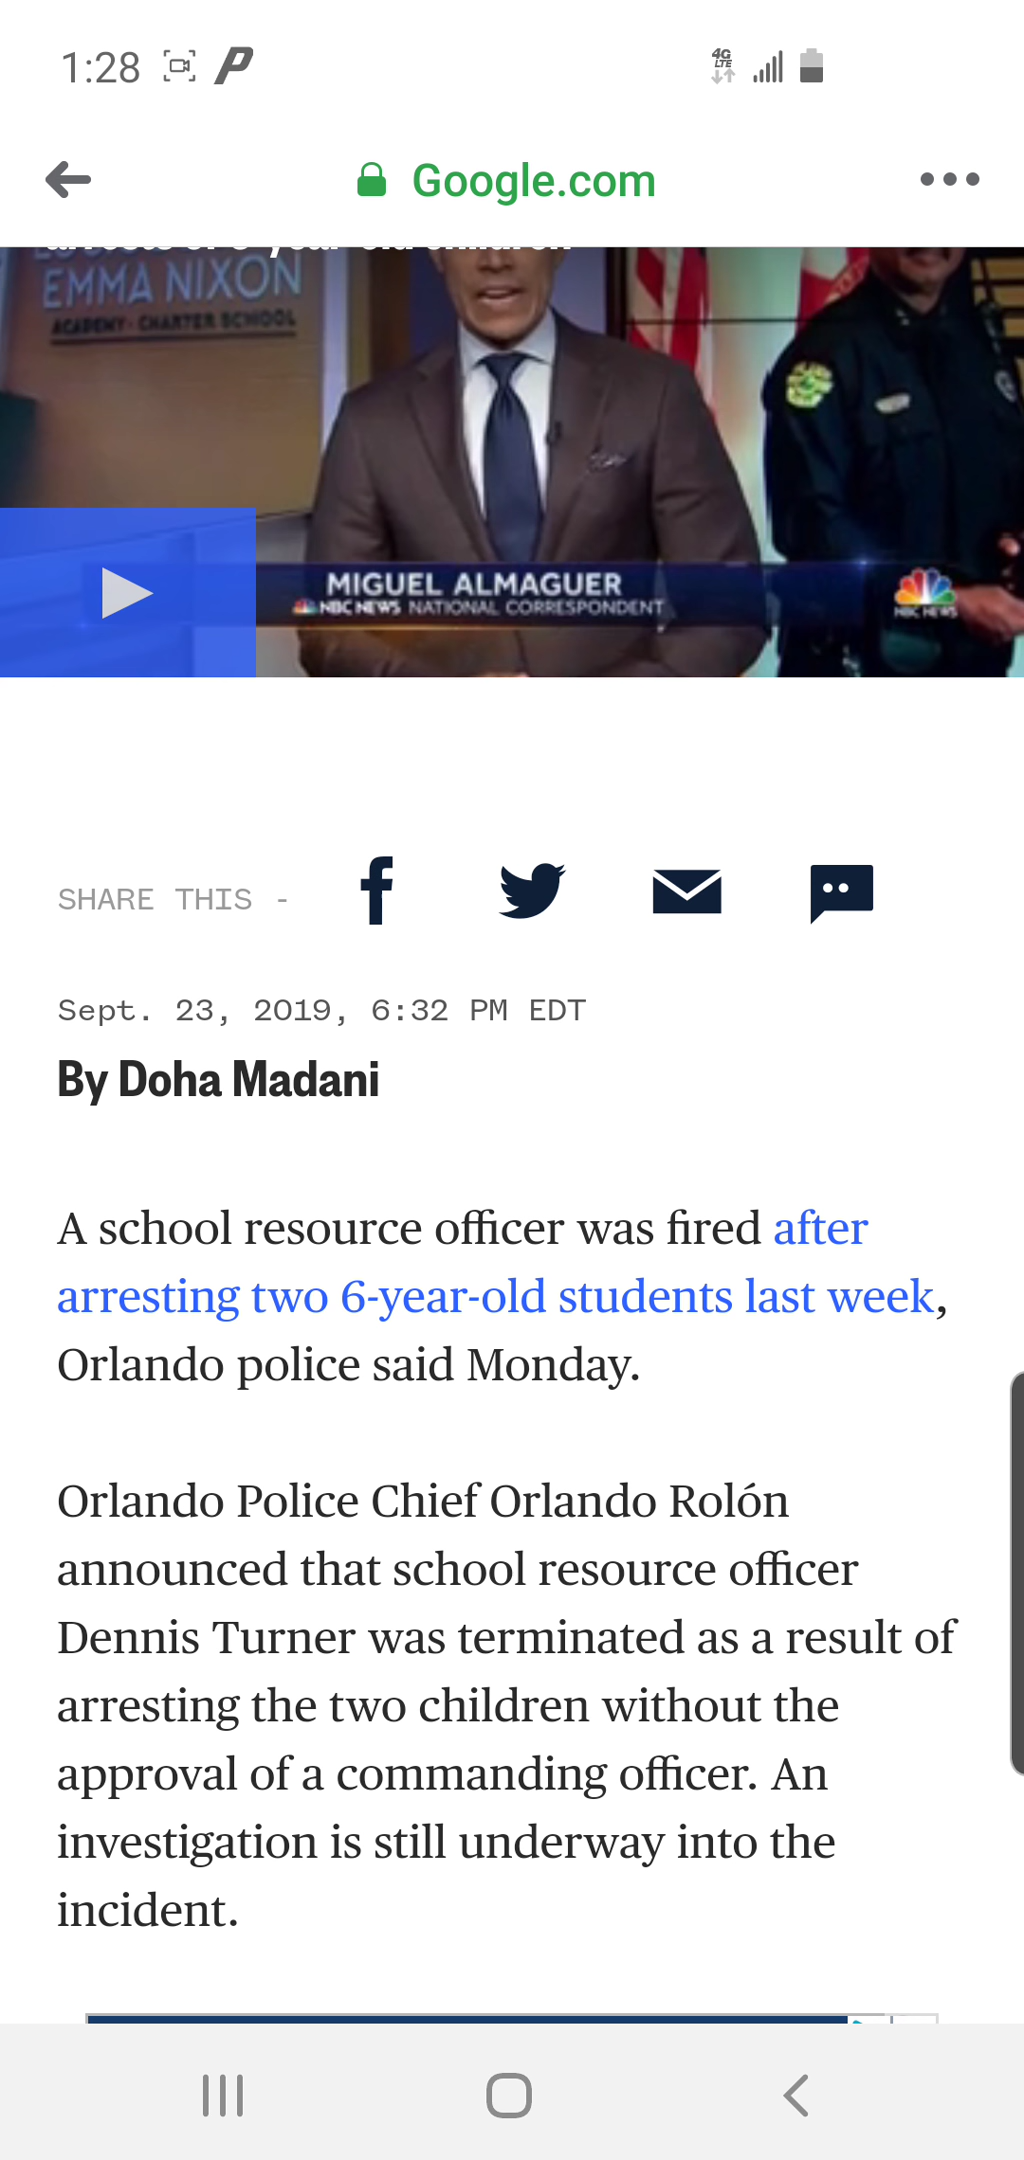 1:28 P 4G LTE
Google.com
EMMA NIXON
ACADEMY · CHARTER SCHOOL
MIGUEL ALMAGUER
NBC NEWS NATIONAL CORRESPONDENT
NBC NEWS
SHARE THIS -
Sept. 23, 2019, 6:32 PM EDT
By Doha Madani
A school resource officer was fired after
arresting two 6-year-old students last week,
Orlando police said Monday.
Orlando Police Chief Orlando Rolón
announced that school resource officer
Dennis Turner was terminated as a result of
arresting the two children without the
approval of a commanding officer. An
investigation is still underway into the
incident.